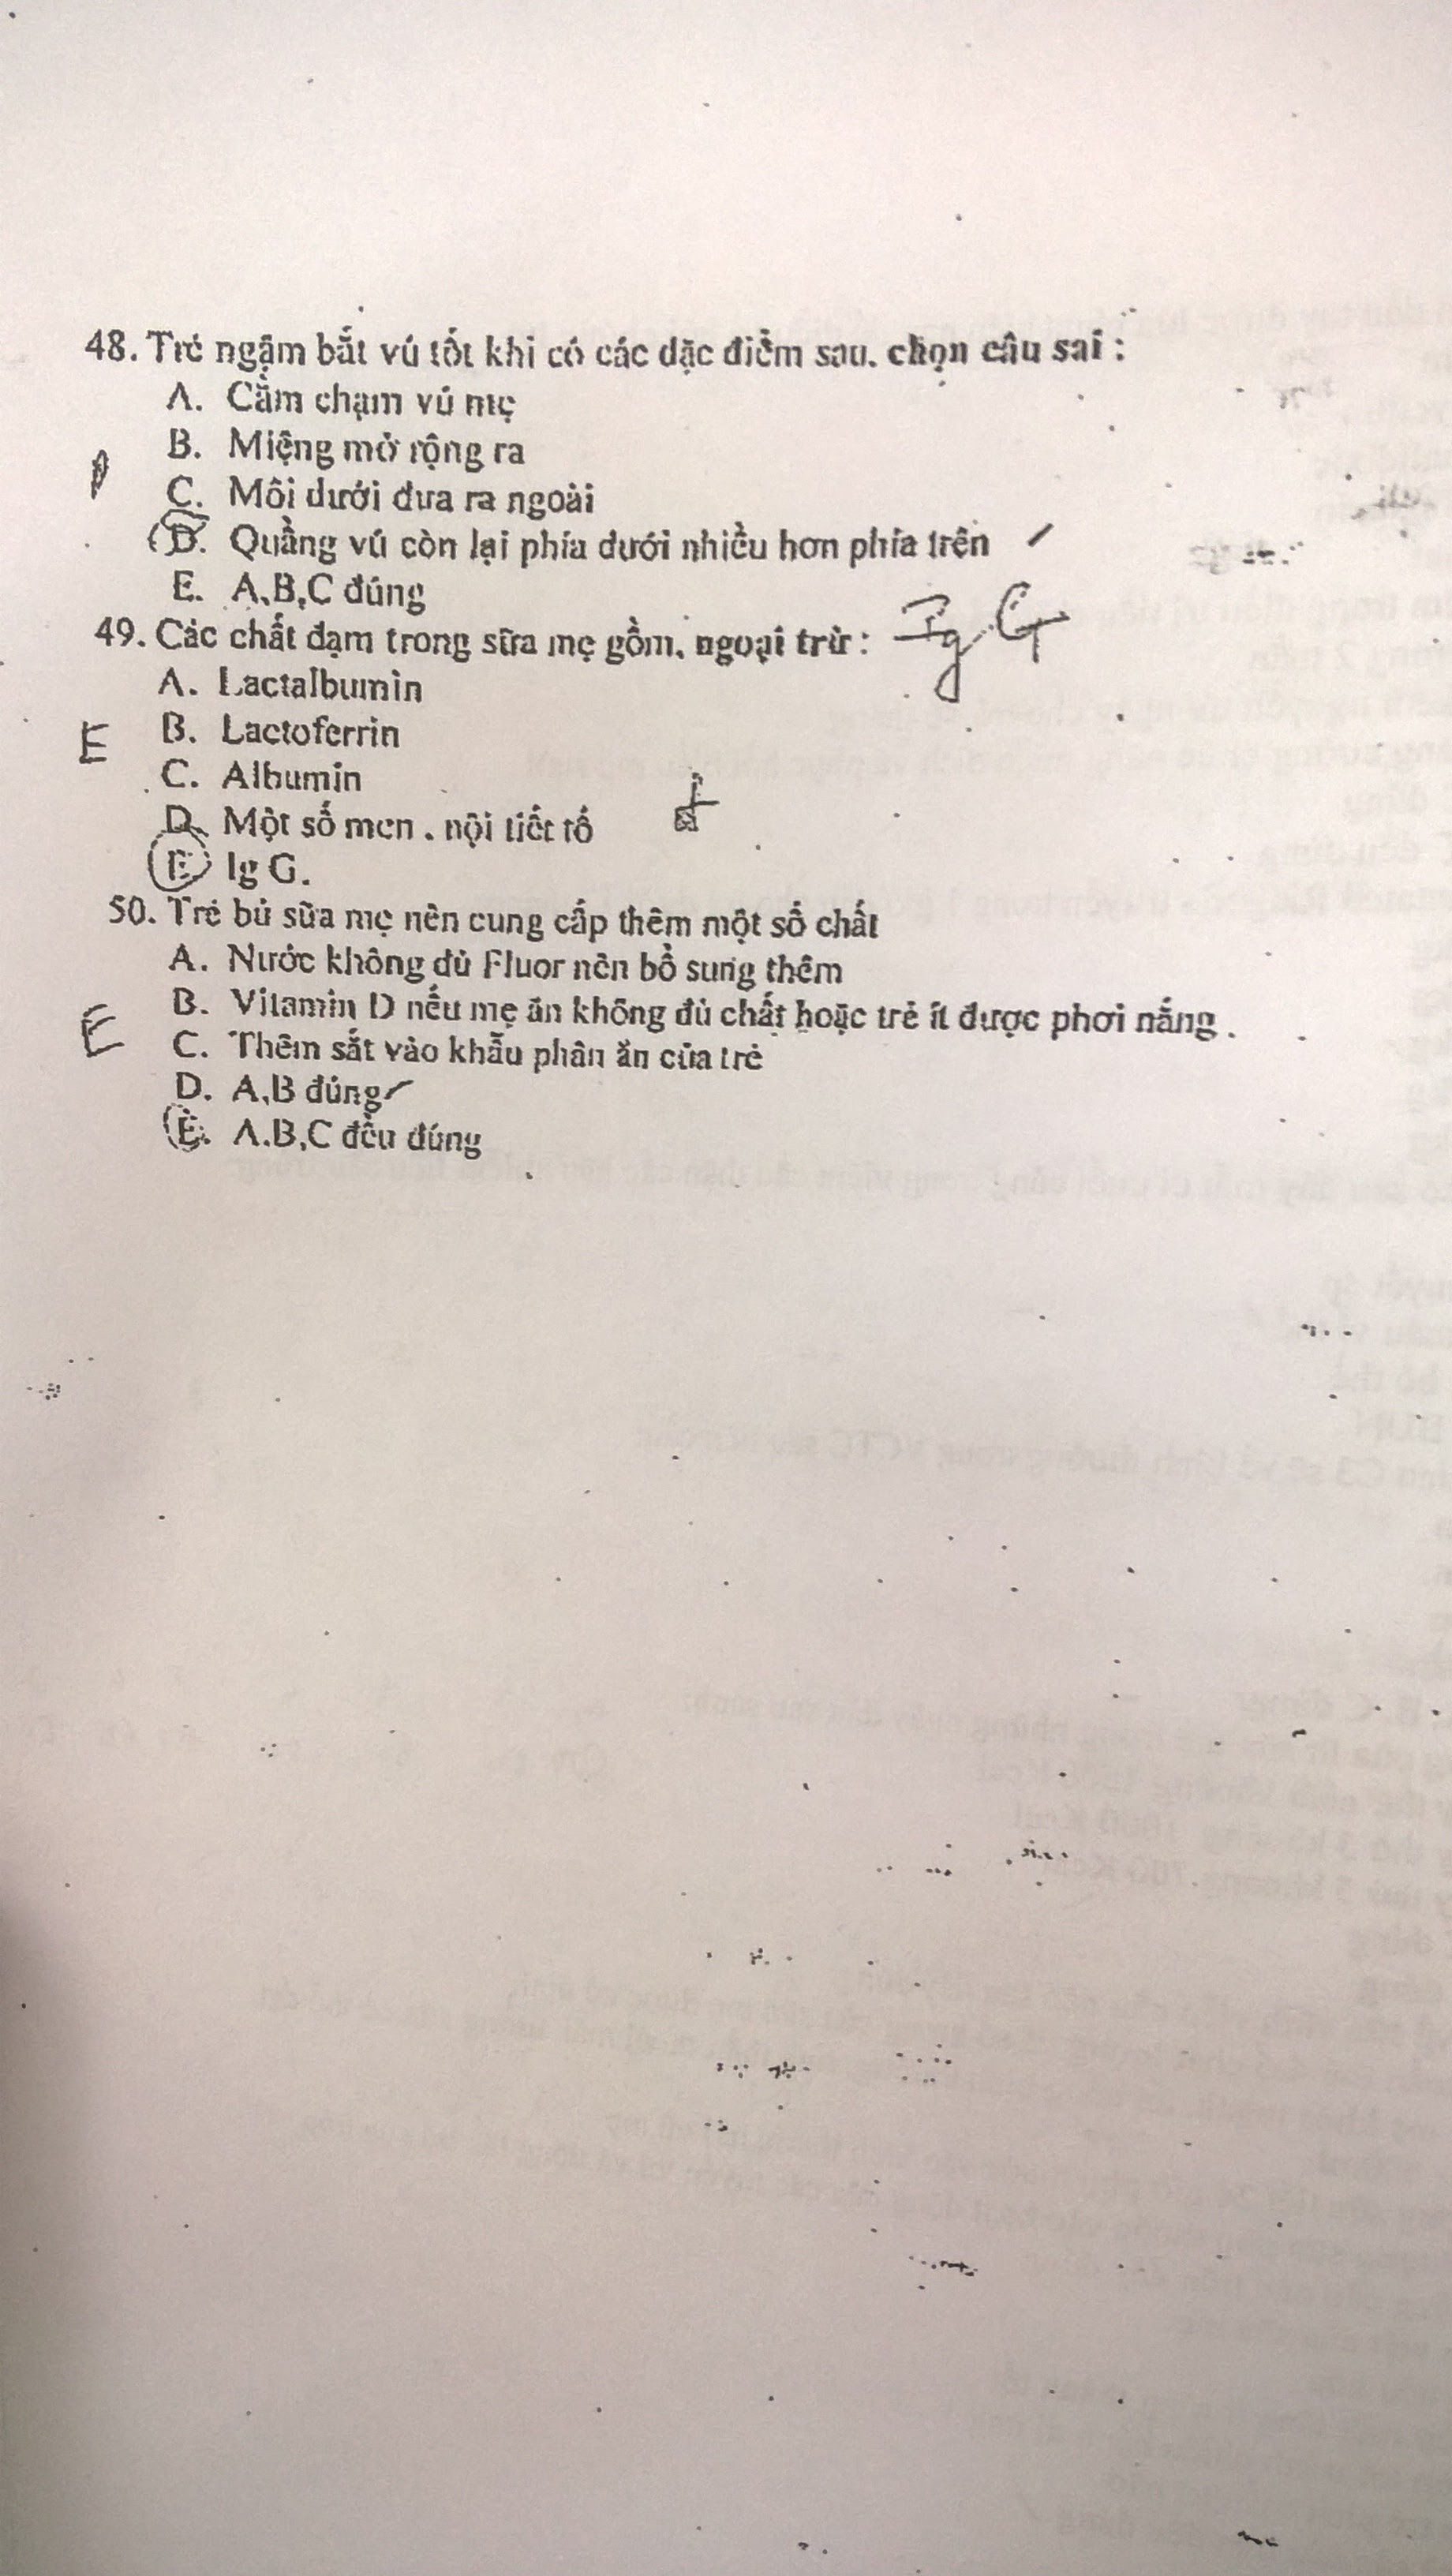 48. Trẻ ngậm bắt vú tốt khi có các đặc điểm sau. chọn câu sai :
A. Cằm chạm vú mẹ
B. Miệng mở rộng ra
C. Môi dưới đưa ra ngoài
D. Quầng vú còn lại phía dưới nhiều hơn phía trên
E. A,B,C đúng
49. Các chất đạm trong sữa mẹ gồm, ngoại trừ : IgG
A. Lactalbumin
E B. Lactoferrin
C. Albumin
D. Một số men . nội tiết tố
E. Ig G.
50. Trẻ bú sữa mẹ nên cung cấp thêm một số chất
A. Nước không đủ Fluor nên bổ sung thêm
B. Vitamin D nếu mẹ ăn không đủ chất hoặc trẻ ít được phơi nắng .
E C. Thêm sắt vào khẩu phần ăn của trẻ
D. A,B đúng
E. A.B,C đều đúng